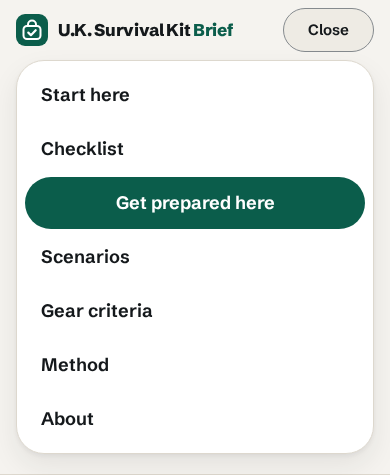 U.K. Survival Kit Brief
Close
Start here
Checklist
Get prepared here
Scenarios
Gear criteria
Method
About